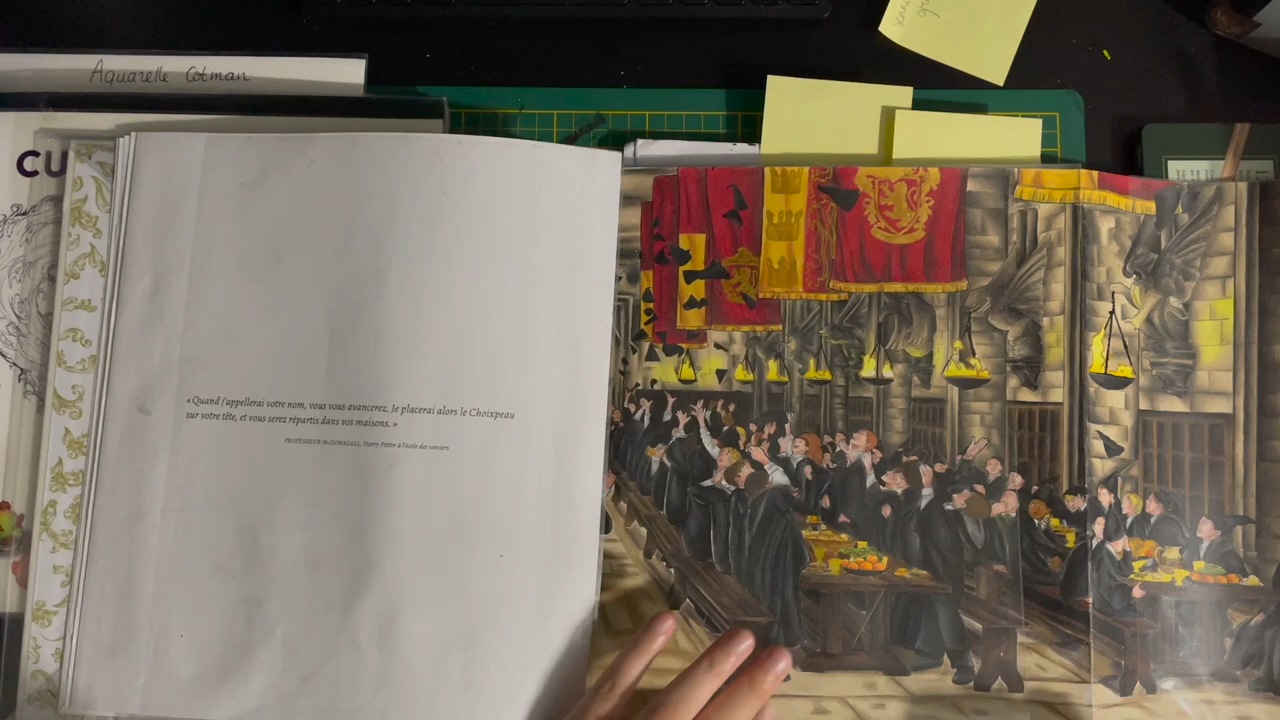 Aquarelle Cotman
CU
« Quand j'appellerai votre nom, vous vous avancerez. Je placerai alors le Choixpeau
sur votre tête, et vous serez répartis dans vos maisons. »
PROFESSEUR McGONAGALL, Harry Potter à l'école des sorciers